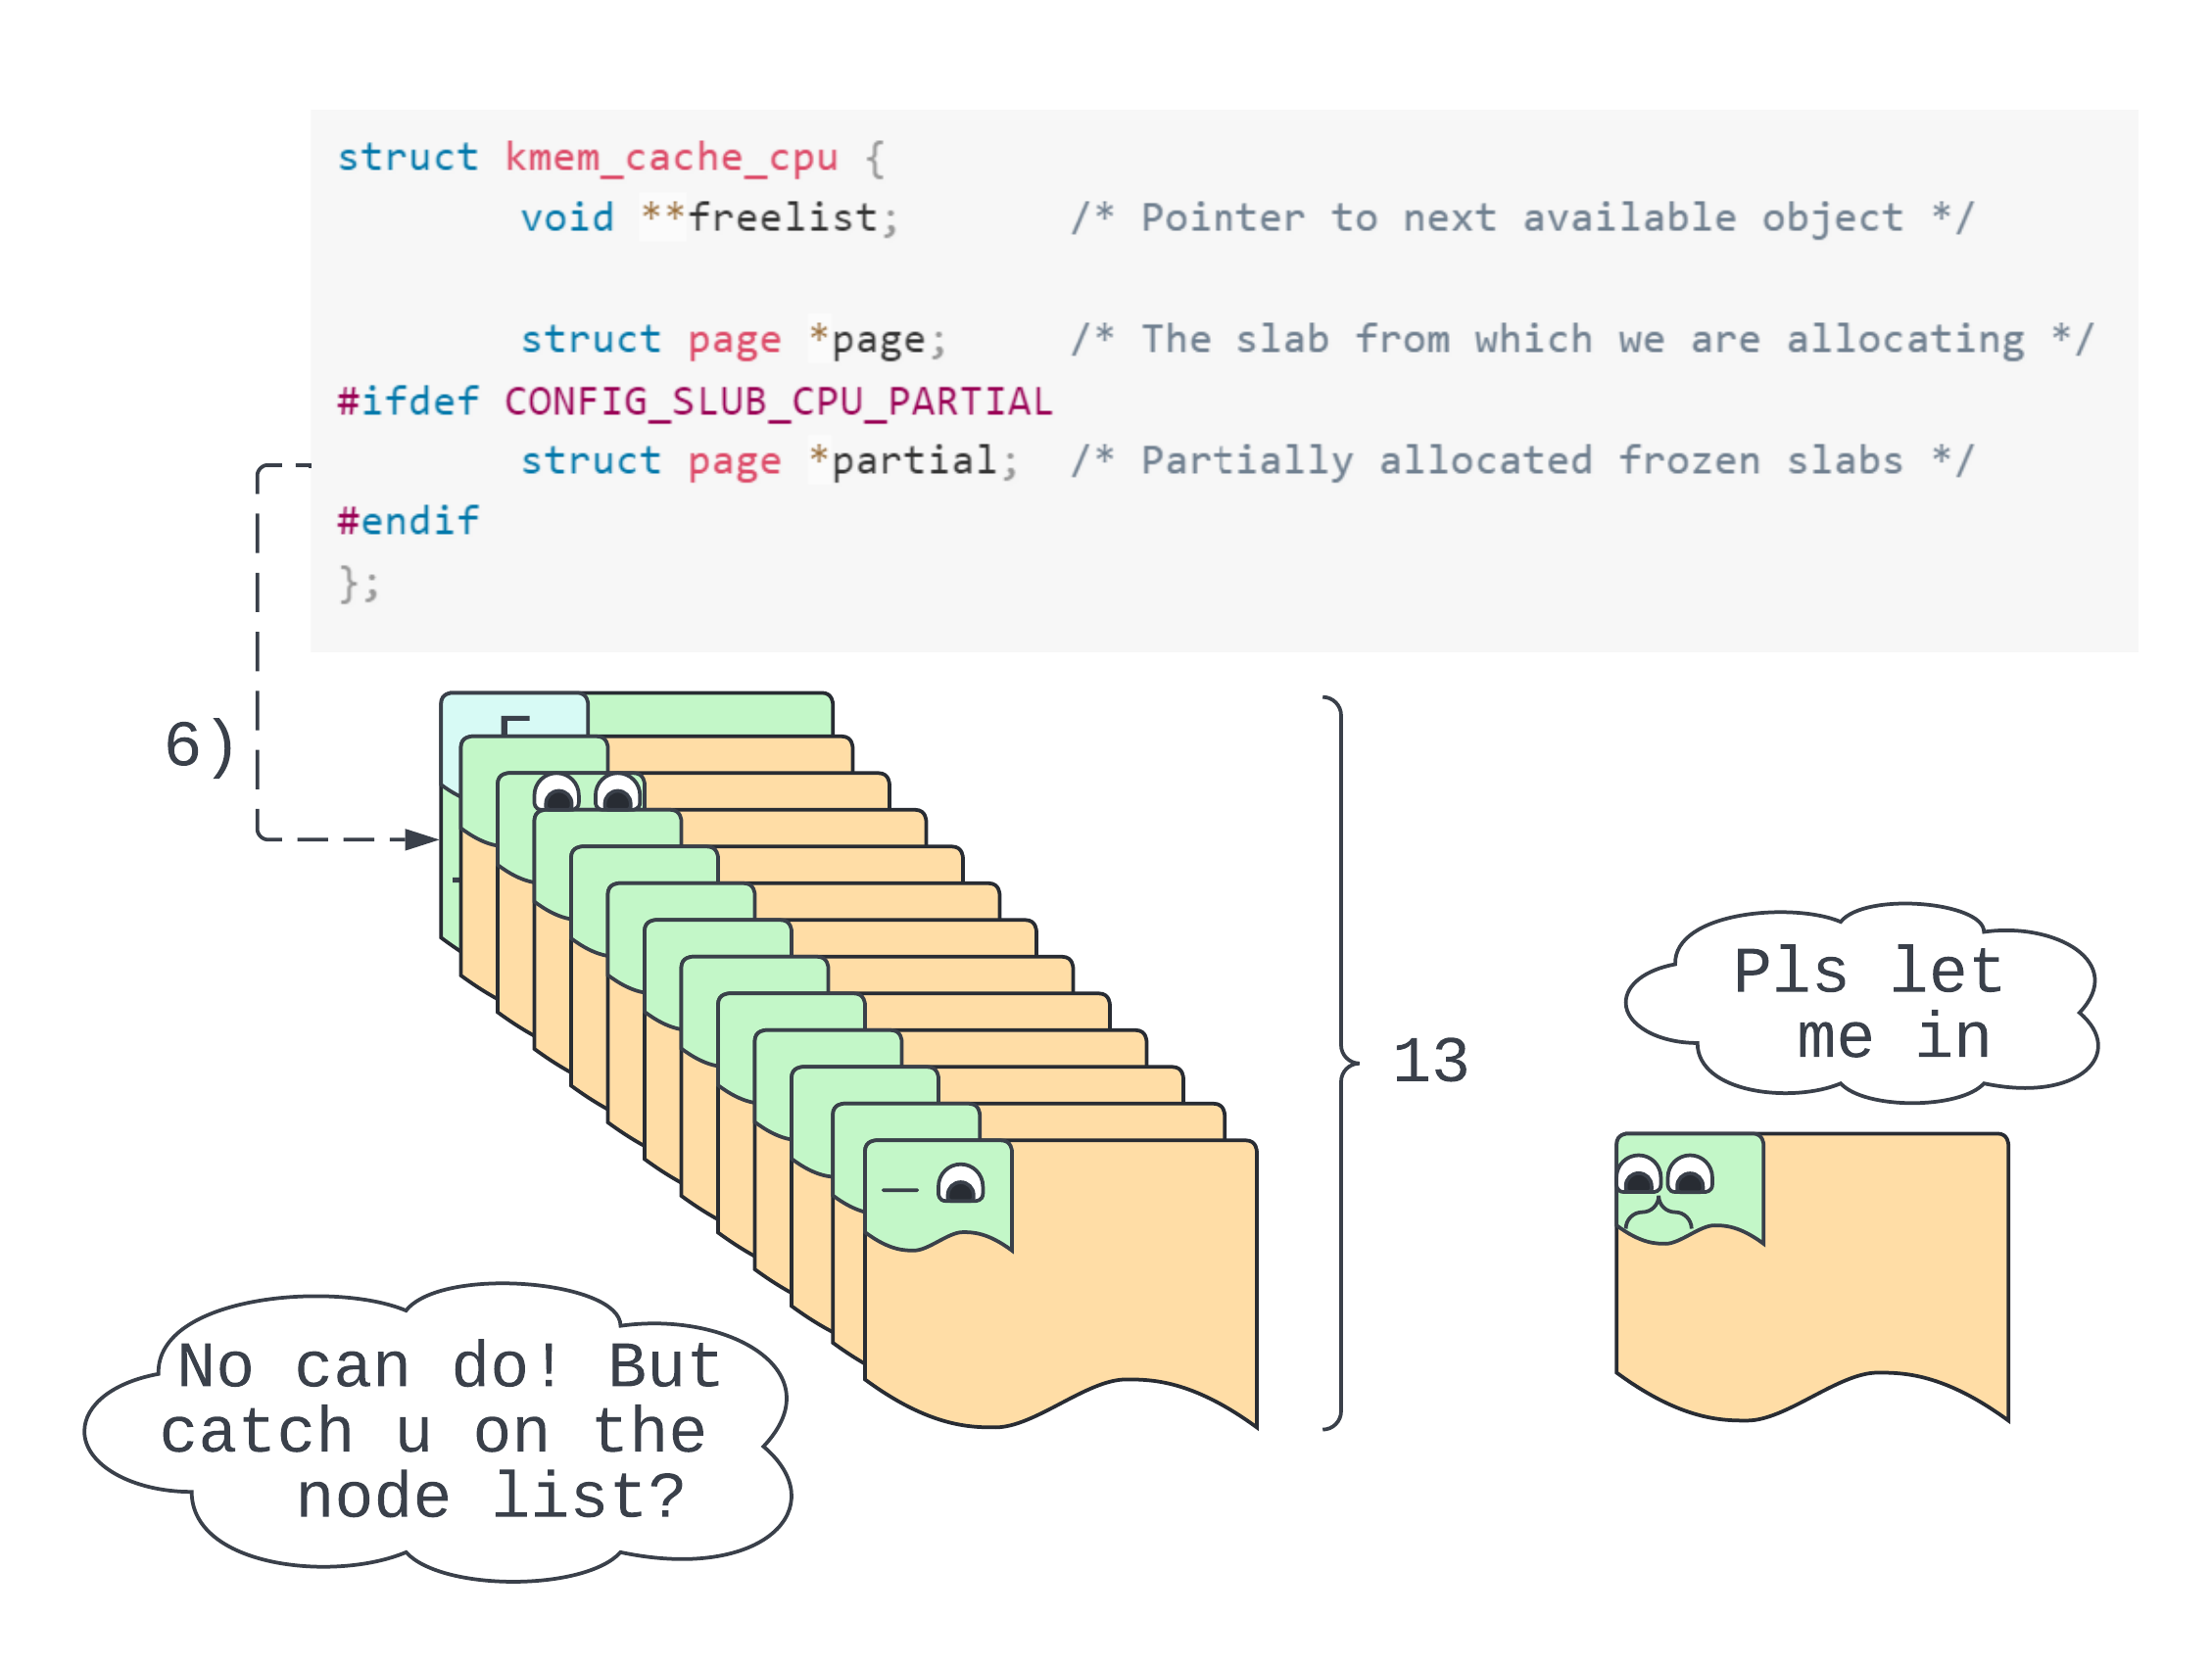 struct kmem_cache_cpu {
void **freelist; /* Pointer to next available object */
struct page *page; /* The slab from which we are allocating */
#ifdef CONFIG_SLUB_CPU_PARTIAL
struct page *partial; /* Partially allocated frozen slabs */
#endif
};
6)
13
Pls let
me in
No can do! But
catch u on the
node list?